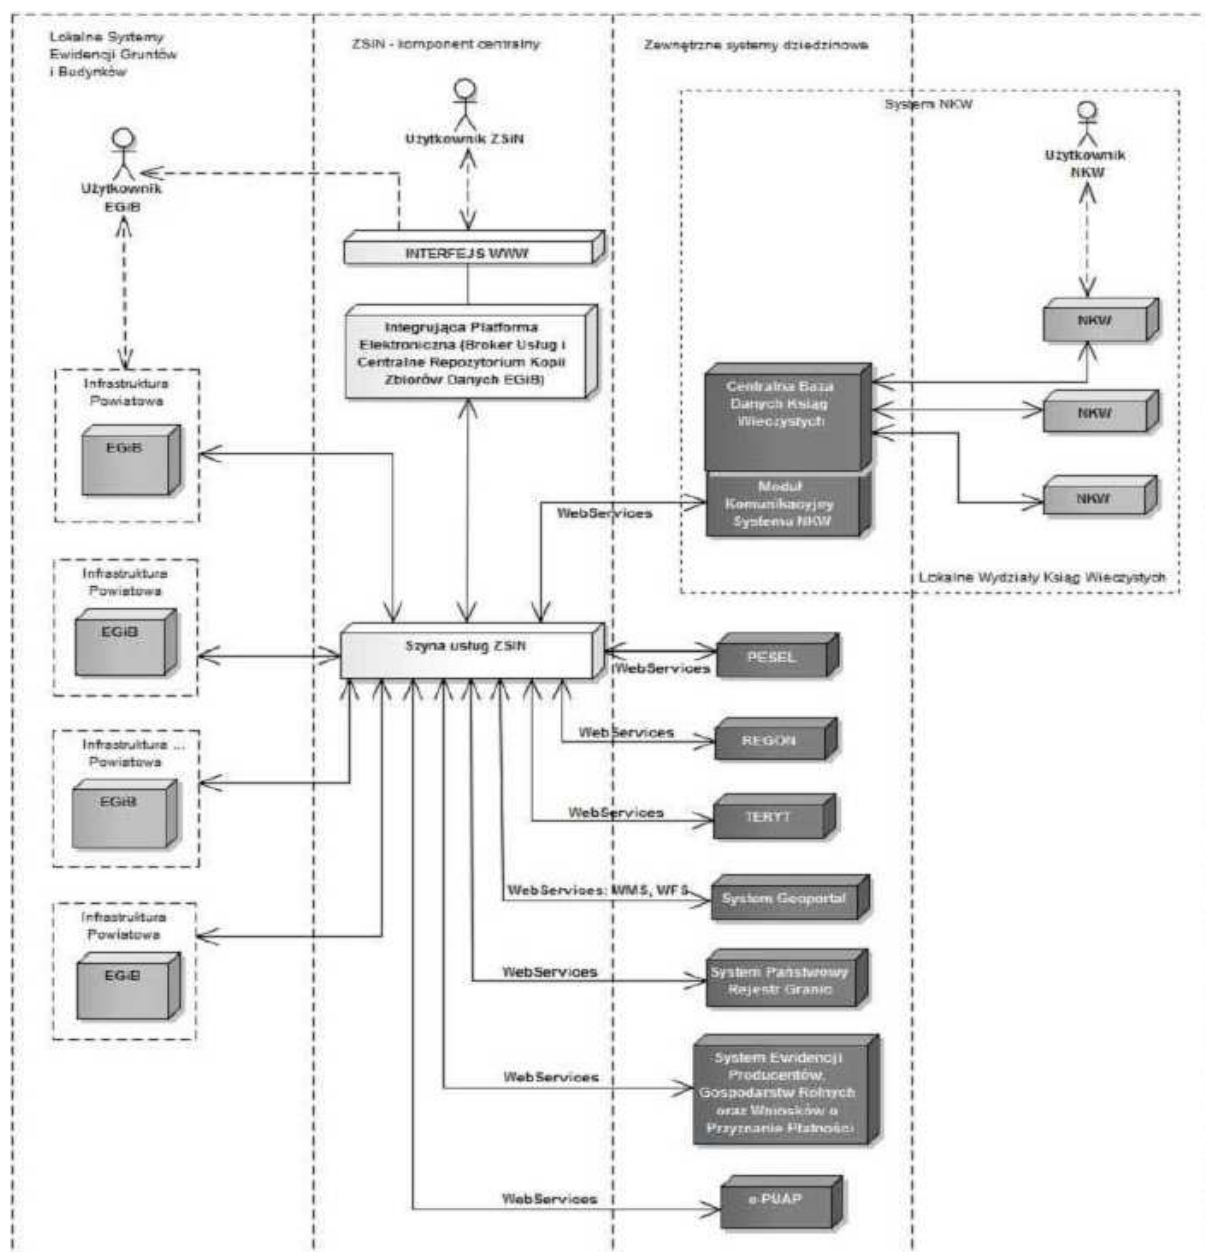 Lokalne Systemy
Ewidencji Gruntów
i Budynków
ZSIN - komponent centralny
Zewnętrzne systemy dziedzinowe
System NKW
Użytkownik ZSIN
Użytkownik
NKW
Użytkownik
EGiB
INTERFEJS WWW
Integrująca Platforma
Elektroniczna (Broker Usług i
Centralne Repozytorium Kopii
Zbiorów Danych EGiB)
NKW
Infrastruktura
Powiatowa
EGiB
Centralna Baza
Danych Ksiąg
Wieczystych
NKW
Moduł
Komunikacyjny
Systemu NKW
NKW
WebServices
Lokalne Wydziały Ksiąg Wieczystych
Infrastruktura
Powiatowa
EGiB
Szyna usług ZSIN
PESEL
WebServices
Infrastruktura ...
Powiatowa
EGiB
WebServices
REGON
WebServices
TERYT
WebServices: WMS, WFS
System Geoportal
Infrastruktura
Powiatowa
EGiB
WebServices
System Państwowy
Rejestr Granic
WebServices
System Ewidencji
Producentów,
Gospodarstw Rolnych
oraz Wniosków o
Przyznanie Płatności
WebServices
e-PUAP